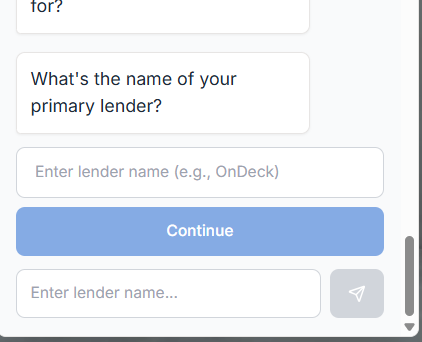 for?
What's the name of your
primary lender?
Enter lender name (e.g., OnDeck)
Continue
Enter lender name...